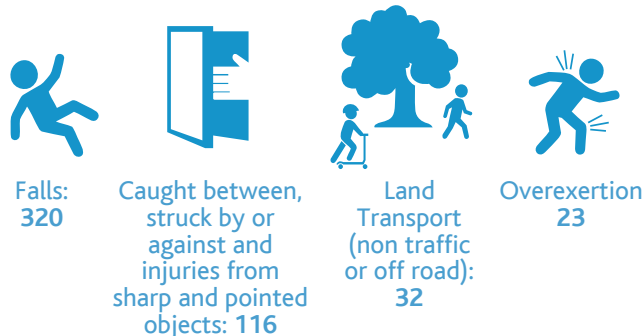 Falls:
320
Caught between,
struck by or
against and
injuries from
sharp and pointed
objects: 116
Land
Transport
(non traffic
or off road):
32
Overexertion
23